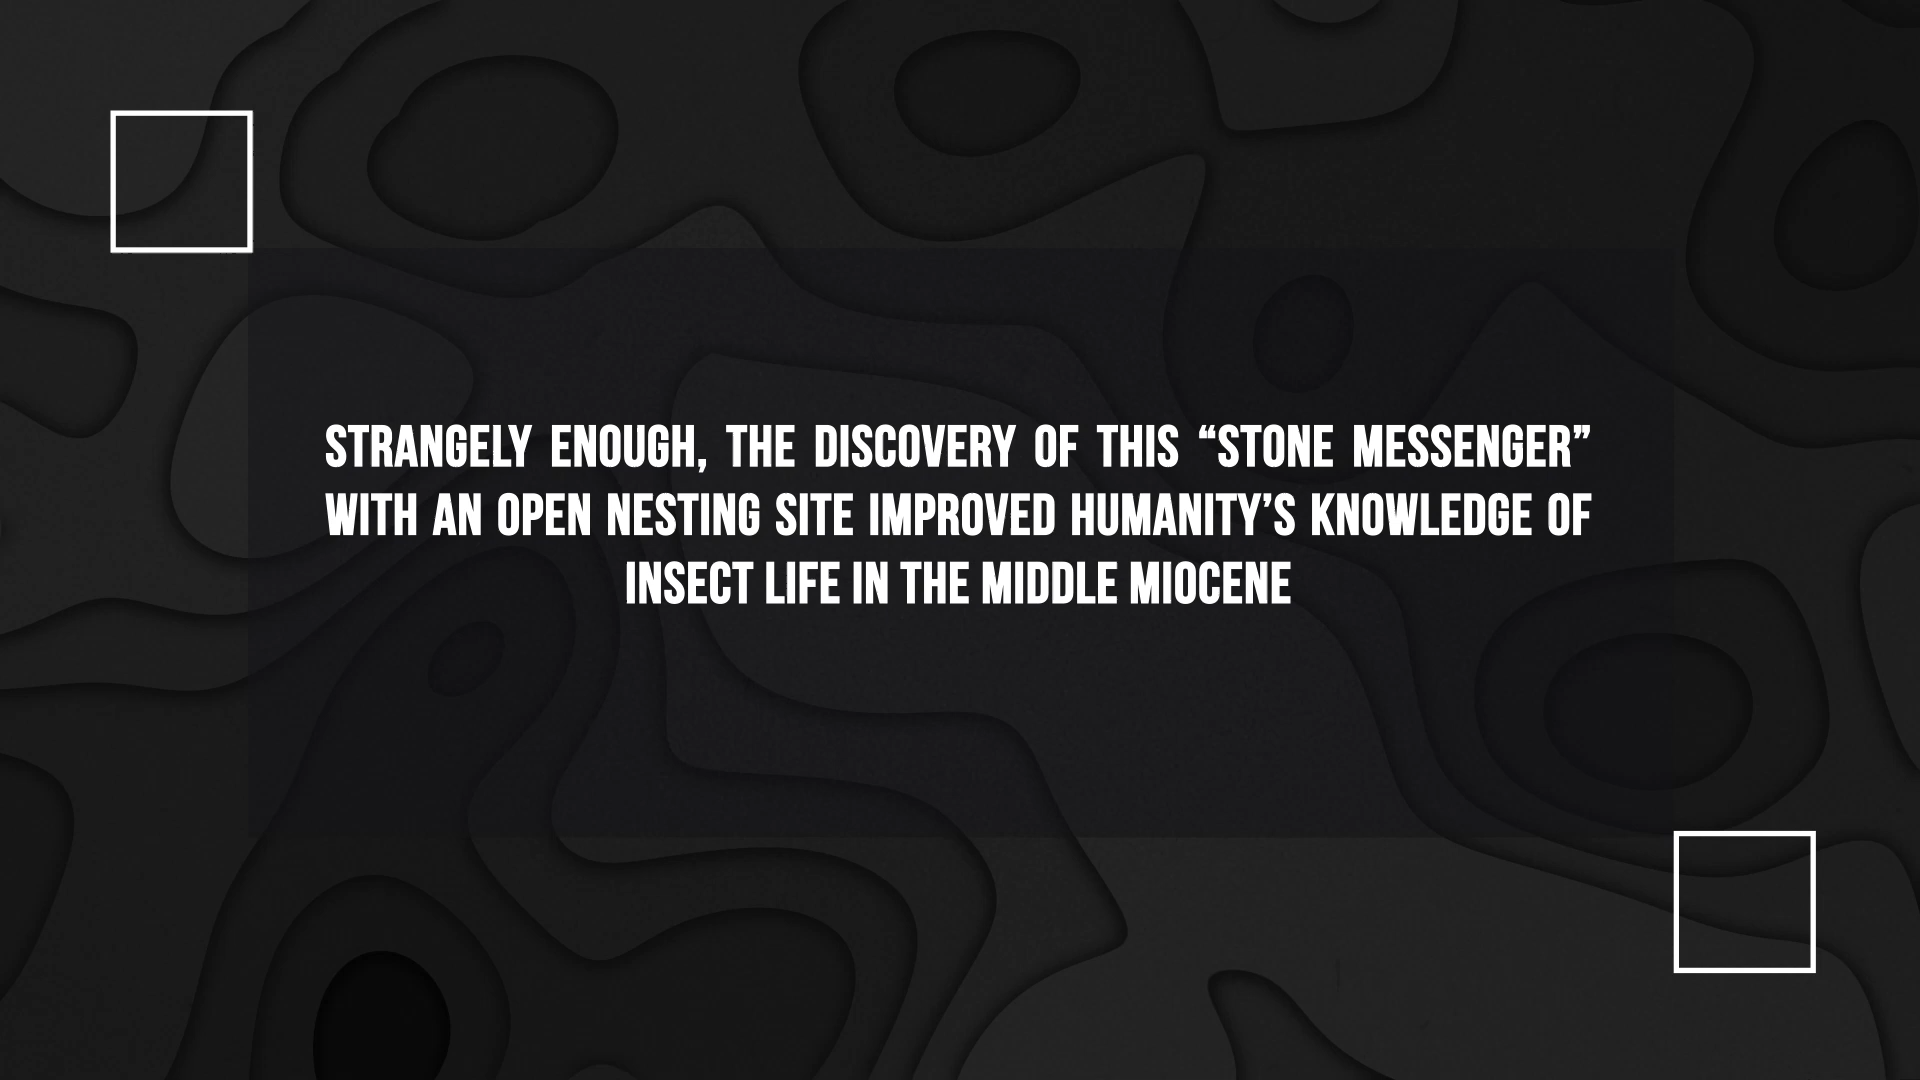 STRANGELY ENOUGH, THE DISCOVERY OF THIS “STONE MESSENGER”
WITH AN OPEN NESTING SITE IMPROVED HUMANITY’S KNOWLEDGE OF
INSECT LIFE IN THE MIDDLE MIOCENE